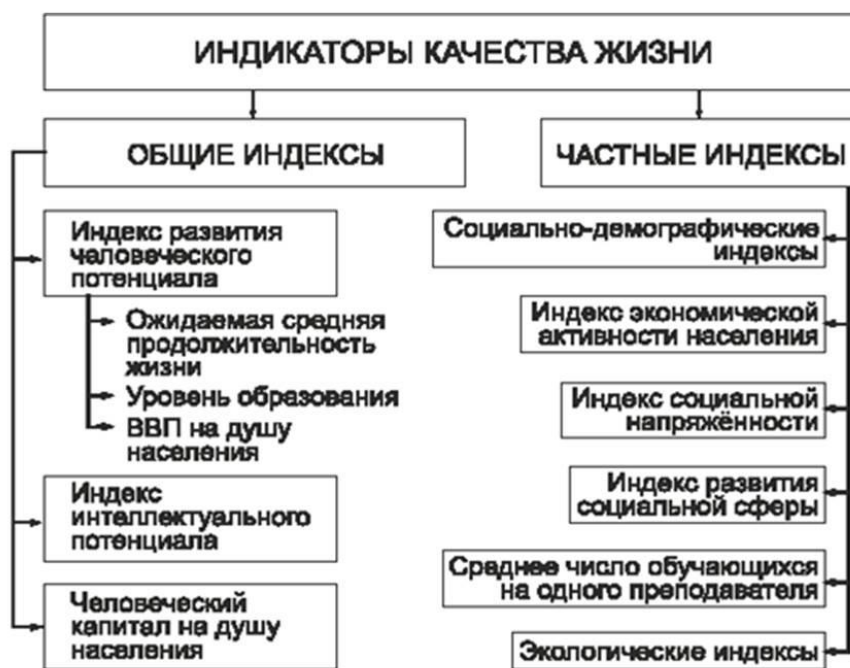 ИНДИКАТОРЫ КАЧЕСТВА ЖИЗНИ
ОБЩИЕ ИНДЕКСЫ
Индекс развития
человеческого
потенциала
Ожидаемая средняя
продолжительность
жизни
Уровень образования
ВВП на душу
населения
Индекс
интеллектуального
потенциала
Человеческий
капитал на душу
населения
ЧАСТНЫЕ ИНДЕКСЫ
Социально-демографические
индексы
Индекс экономической
активности населения
Индекс социальной
напряжённости
Индекс развития
социальной сферы
Среднее число обучающихся
на одного преподавателя
Экологические индексы